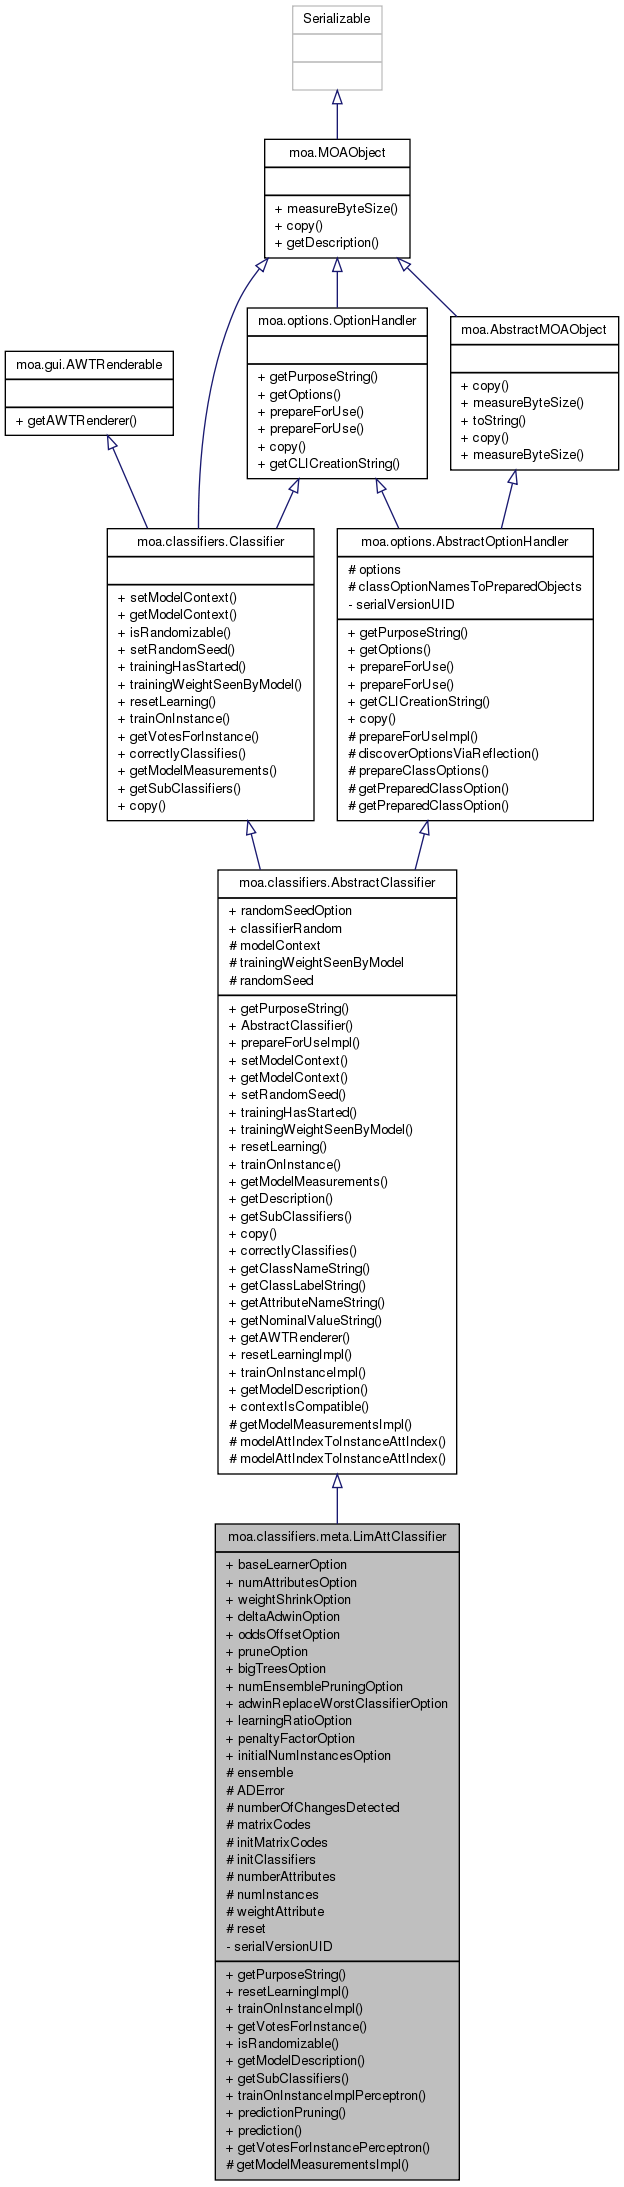 Serializable
moa.MOAObject
+ measureByteSize()
+ copy()
+ getDescription()
moa.gui.AWTRenderable
+ getAWTRenderer()
moa.options.OptionHandler
+ getPurposeString()
+ getOptions()
+ prepareForUse()
+ prepareForUse()
+ copy()
+ getCLICreationString()
moa.AbstractMOAObject
+ copy()
+ measureByteSize()
+ toString()
+ copy()
+ measureByteSize()
moa.classifiers.Classifier
+ setModelContext()
+ getModelContext()
+ isRandomizable()
+ setRandomSeed()
+ trainingHasStarted()
+ trainingWeightSeenByModel()
+ resetLearning()
+ trainOnInstance()
+ getVotesForInstance()
+ correctlyClassifies()
+ getModelMeasurements()
+ getSubClassifiers()
+ copy()
moa.options.AbstractOptionHandler
# options
# classOptionNamesToPreparedObjects
- serialVersionUID
+ getPurposeString()
+ getOptions()
+ prepareForUse()
+ prepareForUse()
+ getCLICreationString()
+ copy()
# prepareForUseImpl()
# discoverOptionsViaReflection()
# prepareClassOptions()
# getPreparedClassOption()
# getPreparedClassOption()
moa.classifiers.AbstractClassifier
+ randomSeedOption
+ classifierRandom
# modelContext
# trainingWeightSeenByModel
# randomSeed
+ getPurposeString()
+ AbstractClassifier()
+ prepareForUseImpl()
+ setModelContext()
+ getModelContext()
+ setRandomSeed()
+ trainingHasStarted()
+ trainingWeightSeenByModel()
+ resetLearning()
+ trainOnInstance()
+ getModelMeasurements()
+ getDescription()
+ getSubClassifiers()
+ copy()
+ correctlyClassifies()
+ getClassNameString()
+ getClassLabelString()
+ getAttributeNameString()
+ getNominalValueString()
+ getAWTRenderer()
+ resetLearningImpl()
+ trainOnInstanceImpl()
+ getModelDescription()
+ contextIsCompatible()
# getModelMeasurementsImpl()
# modelAttIndexToInstanceAttIndex()
# modelAttIndexToInstanceAttIndex()
moa.classifiers.meta.LimAttClassifier
+ baseLearnerOption
+ numAttributesOption
+ weightShrinkOption
+ deltaAdwinOption
+ oddsOffsetOption
+ pruneOption
+ bigTreesOption
+ numEnsemblePruningOption
+ adwinReplaceWorstClassifierOption
+ learningRatioOption
+ penaltyFactorOption
+ initialNumInstancesOption
# ensemble
# ADError
# numberOfChangesDetected
# matrixCodes
# initMatrixCodes
# initClassifiers
# numberAttributes
# numInstances
# weightAttribute
# reset
- serialVersionUID
+ getPurposeString()
+ resetLearningImpl()
+ trainOnInstanceImpl()
+ getVotesForInstance()
+ isRandomizable()
+ getModelDescription()
+ getSubClassifiers()
+ trainOnInstanceImplPerceptron()
+ predictionPruning()
+ prediction()
+ getVotesForInstancePerceptron()
# getModelMeasurementsImpl()